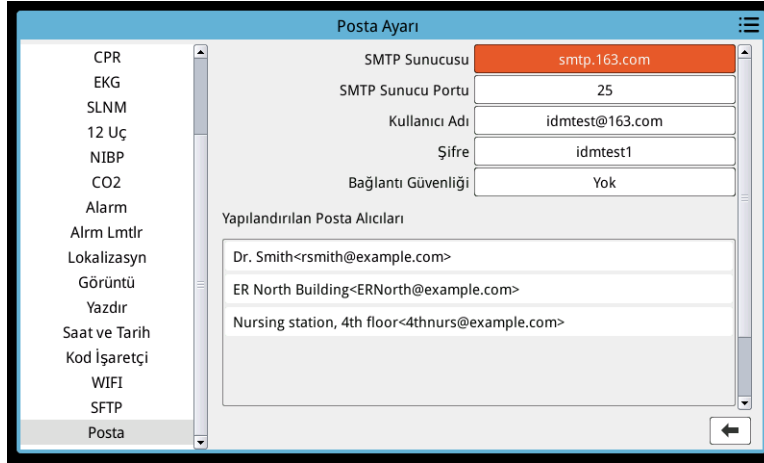 Posta Ayarı
CPR
EKG
SLNM
12 Uç
NIBP
CO2
Alarm
Alrm Lmtlr
Lokalizasyn
Görüntü
Yazdır
Saat ve Tarih
Kod İşaretçi
WIFI
SFTP
Posta
SMTP Sunucusu smtp.163.com
SMTP Sunucu Portu 25
Kullanıcı Adı idmtest@163.com
Şifre idmtest1
Bağlantı Güvenliği Yok
Yapılandırılan Posta Alıcıları
Dr. Smith<rsmith@example.com>
ER North Building<ERNorth@example.com>
Nursing station, 4th floor<4thnurs@example.com>